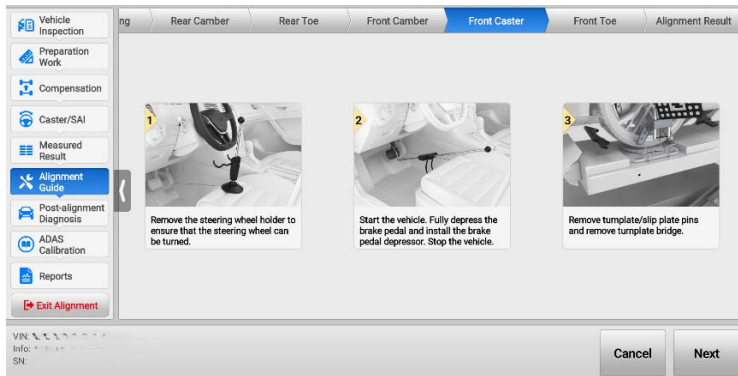 Vehicle
Inspection
Preparation
Work
Compensation
Caster/SAI
Measured
Result
Alignment
Guide
Post-alignment
Diagnosis
ADAS
Calibration
Reports
Exit Alignment
ng
Rear Camber
Rear Toe
Front Camber
Front Caster
Front Toe
Alignment Result
1
Remove the steering wheel holder to
ensure that the steering wheel can
be turned.
2
Start the vehicle. Fully depress the
brake pedal and install the brake
pedal depressor. Stop the vehicle.
3
Remove turnplate/slip plate pins
and remove turnplate bridge.
VIN:
Info:
SN:
Cancel
Next